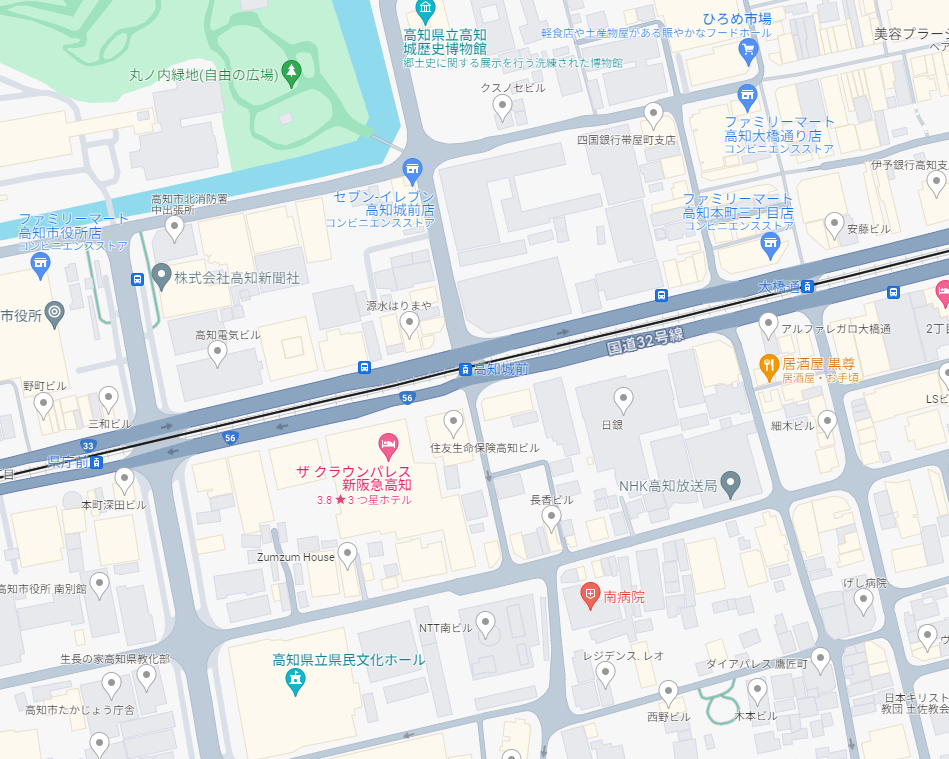 高知県立高知
城歴史博物館
郷土史に関する展示を行う洗練された博物館
ひろめ市場
軽食店や土産物屋がある賑やかなフードホール
美容プラージ
ヘア
丸ノ内緑地(自由の広場)
クスノセビル
四国銀行帯屋町支店
ファミリーマート
高知大橋通り店
コンビニエンスストア
伊予銀行高知支
セブン-イレブン
高知城前店
コンビニエンスストア
高知市北消防署
中出張所
ファミリーマート
高知市役所店
コンビニエンスストア
ファミリーマート
高知本町三丁目店
コンビニエンスストア
安藤ビル
株式会社高知新聞社
市役所
源水はりまや
大橋通
高知電気ビル
国道32号線
アルファレガロ大橋通
2丁目
高知城前
居酒屋 黒尊
居酒屋・お手頃
野町ビル
三和ビル
56
56
33
日銀
細木ビル
LSビ
県庁前
丁目
住友生命保険高知ビル
ザ クラウンパレス
新阪急高知
3.8 ★ 3 つ星ホテル
本町深田ビル
長香ビル
NHK高知放送局
Zumzum House
高知市役所 南別館
南病院
げし病院
NTT南ビル
生長の家高知県教化部
高知県立県民文化ホール
レジデンス. レオ
ダイアパレス 鷹匠町
ヴ
高知市たかじょう庁舎
西野ビル
木本ビル
日本キリスト
教団 土佐教会